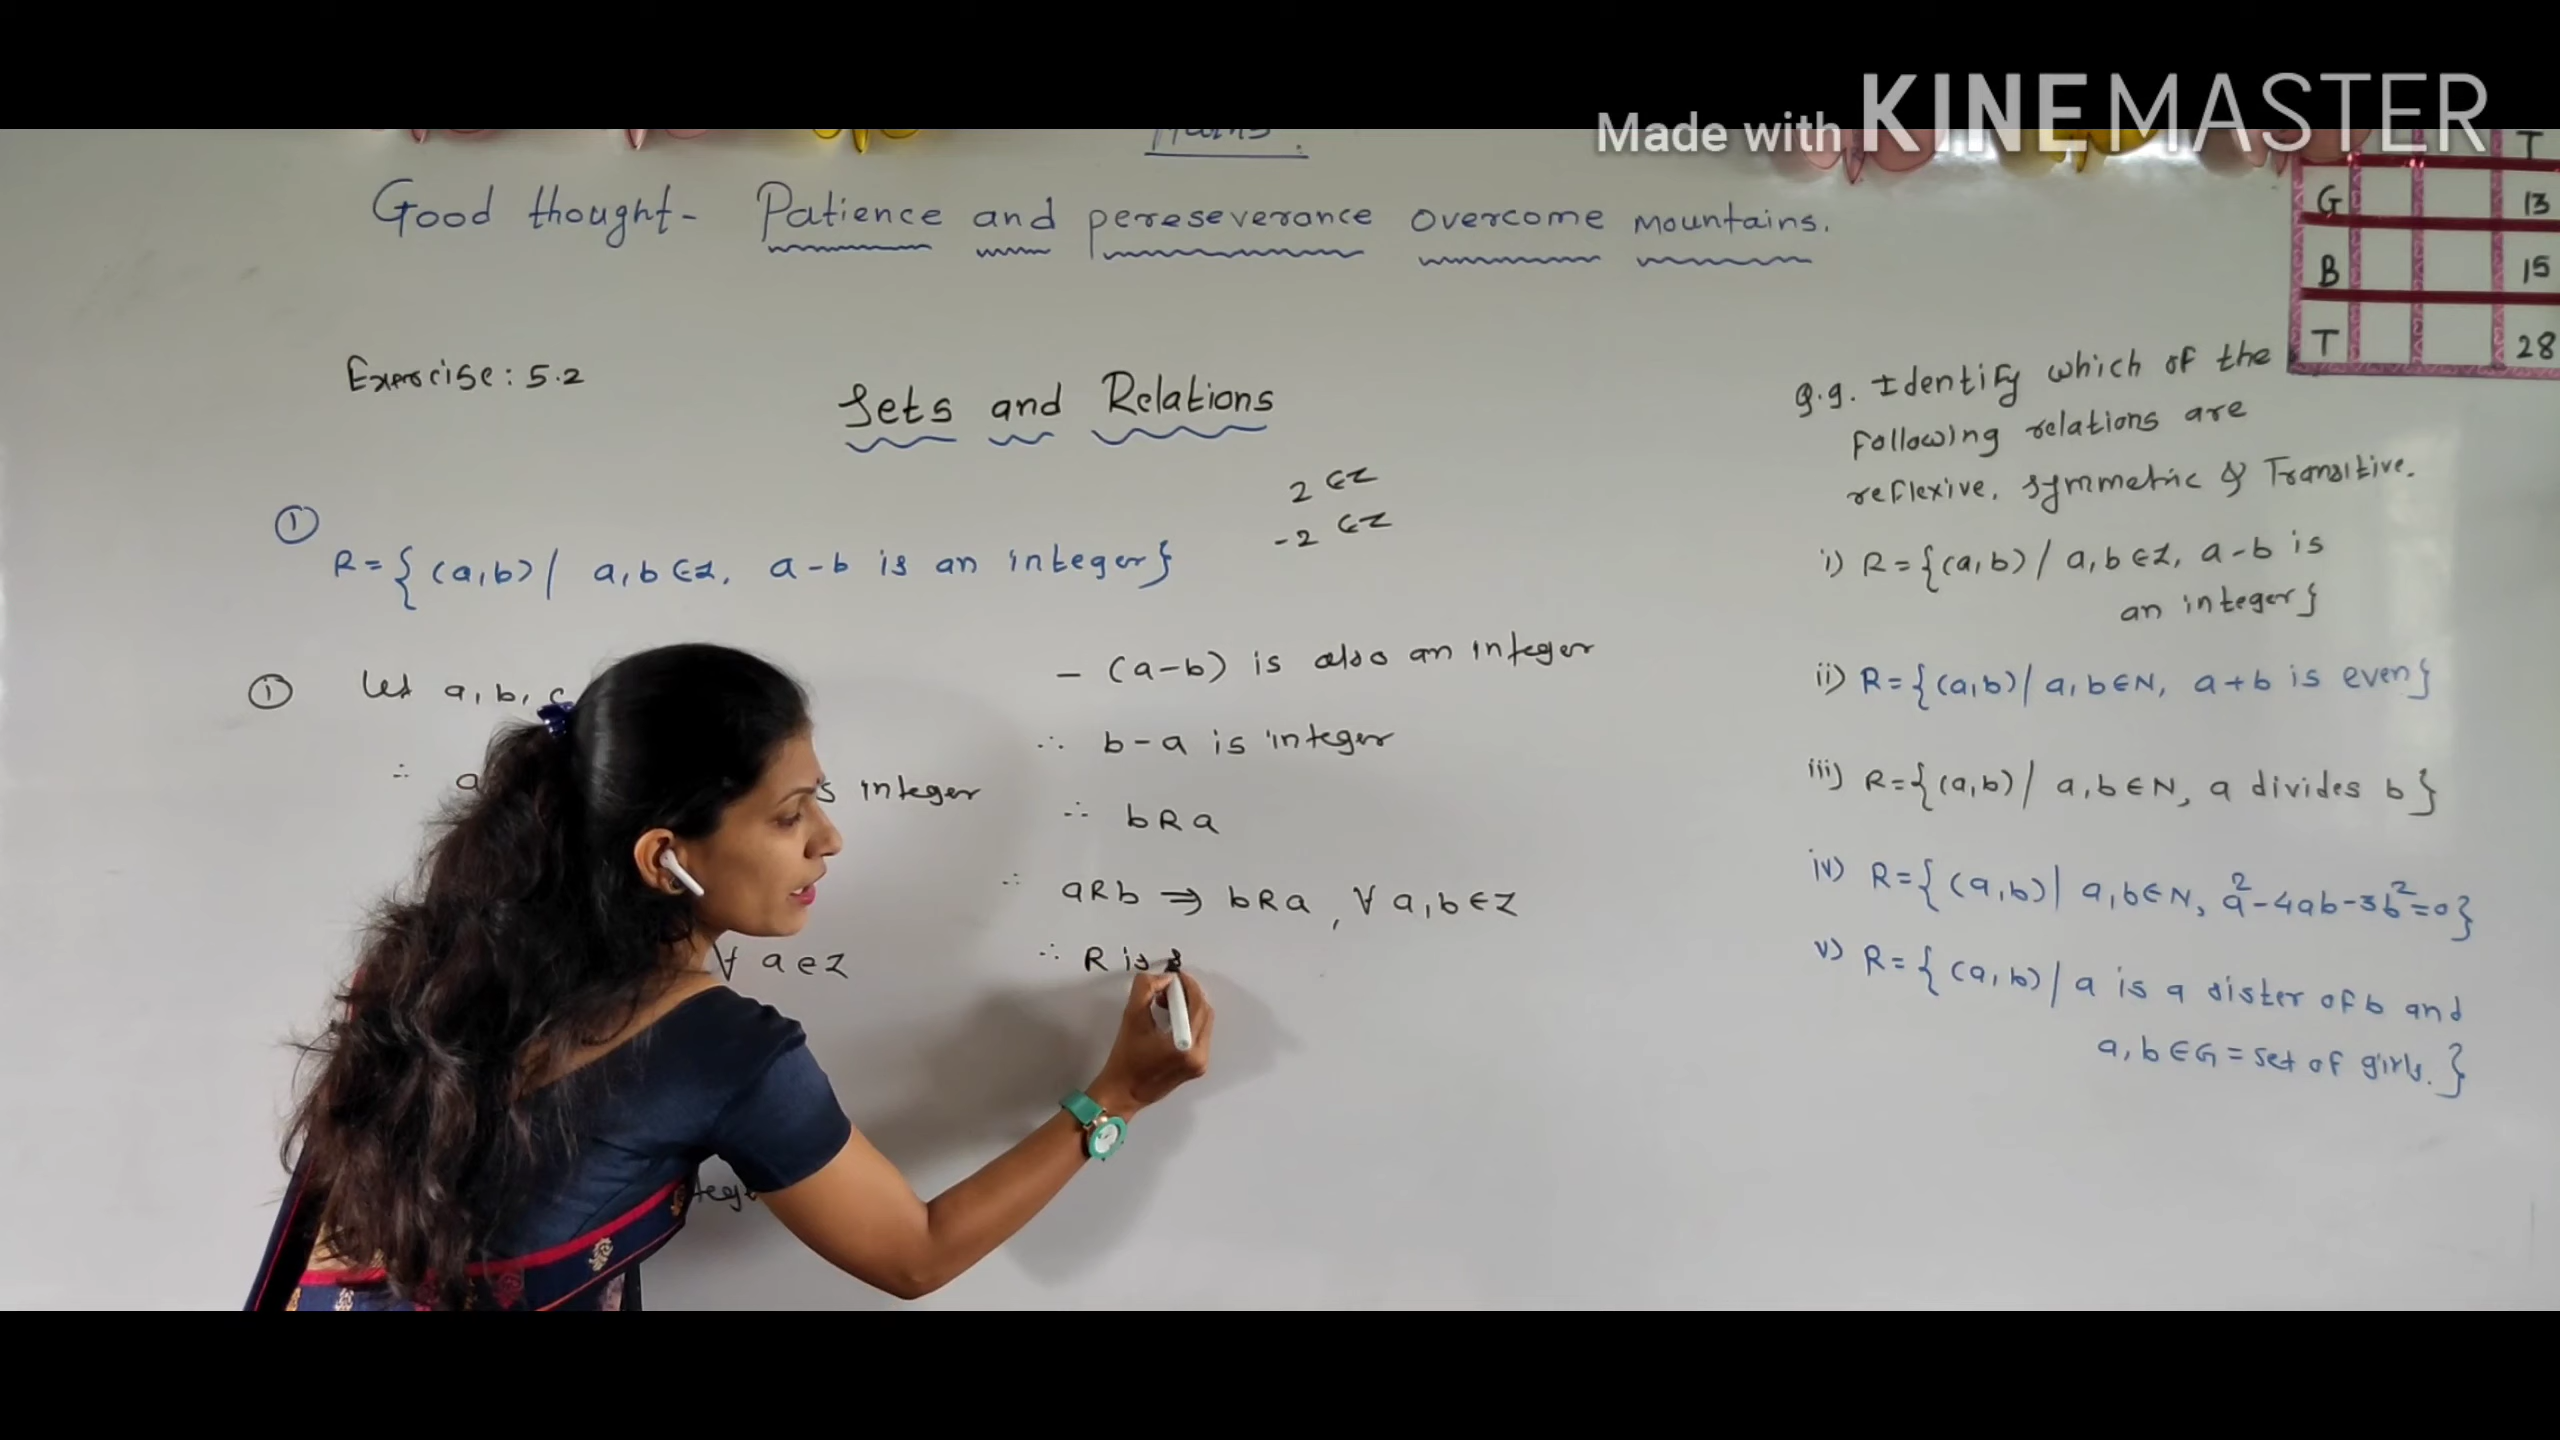 Made with KINEMASTER
Good thought- Patience and pereseverance overcome mountains.
T
G 13
B 15
T 28
Exercise: 5.2
Sets and Relations
2 ∈ Z
-2 ∈ Z
①
R = { (a,b) / a,b ∈ Z, a-b is an integer}
① Let a, b, c
∴ a integer
∀ a ∈ Z
- (a-b) is also an integer
∴ b-a is integer
∴ bRa
∴ aRb ⇒ bRa, ∀ a,b ∈ Z
∴ R is s
Q.9. Identify which of the
following relations are
reflexive, symmetric & Transitive.
i) R = {(a,b) / a,b ∈ Z, a-b is
an integer}
ii) R = {(a,b) / a,b ∈ N, a+b is even}
iii) R = {(a,b) / a,b ∈ N, a divides b}
iv) R = {(a,b) | a,b ∈ N, a²-4ab-3b²=0}
v) R = {(a,b) / a is a sister of b and
a,b ∈ G = set of girls.}